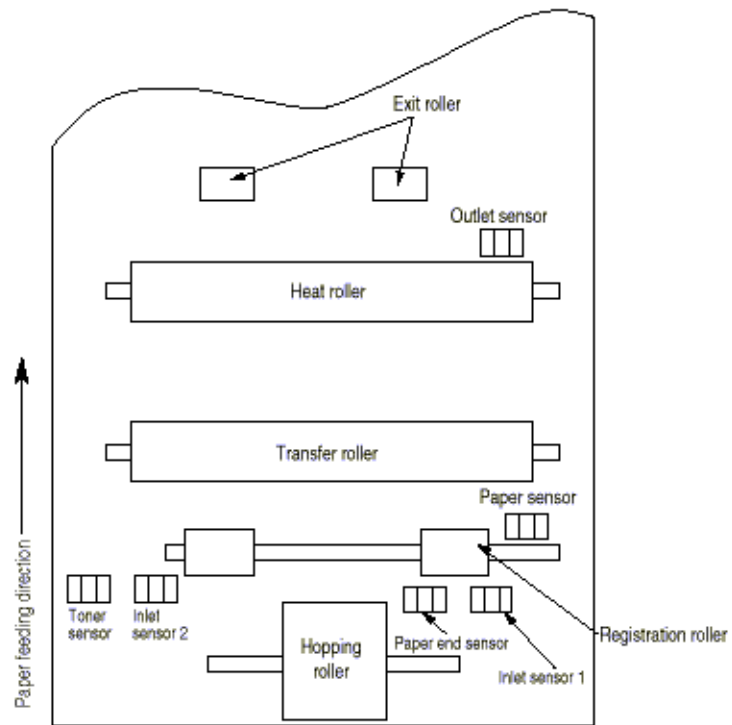 Exit roller
Outlet sensor
Heat roller
Transfer roller
Paper sensor
Toner
sensor
Inlet
sensor 2
Paper end sensor
Registration roller
Hopping
roller
Inlet sensor 1
Paper feeding direction